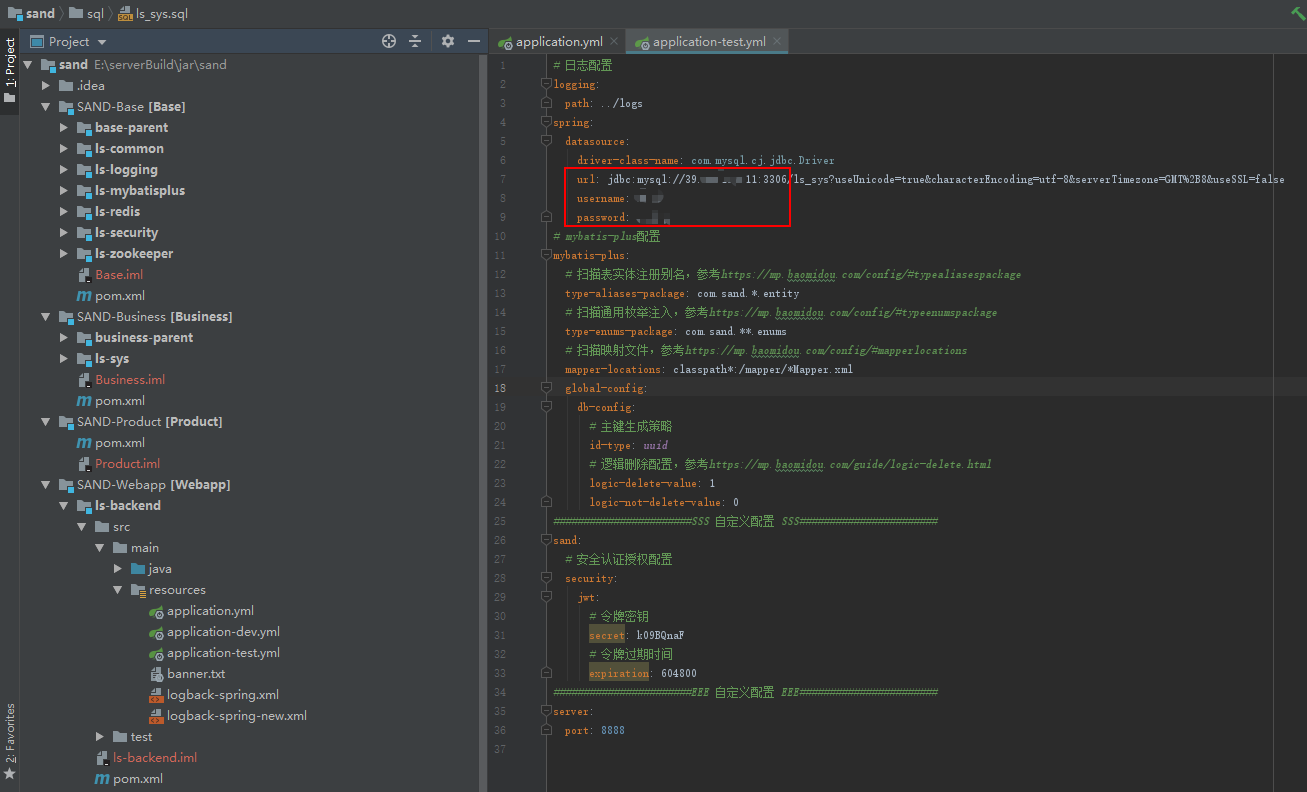 sand sql ls_sys.sql
1: Project
Project
sand E:\serverBuild\jar\sand
.idea
SAND-Base [Base]
base-parent
ls-common
ls-logging
ls-mybatisplus
ls-redis
ls-security
ls-zookeeper
Base.iml
pom.xml
SAND-Business [Business]
business-parent
ls-sys
Business.iml
pom.xml
SAND-Product [Product]
pom.xml
Product.iml
SAND-Webapp [Webapp]
ls-backend
src
main
java
resources
application.yml
application-dev.yml
application-test.yml
banner.txt
logback-spring.xml
logback-spring-new.xml
test
ls-backend.iml
pom.xml
2: Favorites
application.yml application-test.yml
1 # 日志配置
2 logging:
3 path: ../logs
4 spring:
5 datasource:
6 driver-class-name: com.mysql.cj.jdbc.Driver
7 url: jdbc:mysql://39. 11:3306/ls_sys?useUnicode=true&characterEncoding=utf-8&serverTimezone=GMT%2B8&useSSL=false
8 username:
9 password:
10 # mybatis-plus配置
11 mybatis-plus:
12 # 扫描表实体注册别名，参考https://mp.baomidou.com/config/#typealiasespackage
13 type-aliases-package: com.sand.*.entity
14 # 扫描通用枚举注入，参考https://mp.baomidou.com/config/#typeenumspackage
15 type-enums-package: com.sand.**.enums
16 # 扫描映射文件，参考https://mp.baomidou.com/config/#mapperlocations
17 mapper-locations: classpath*:/mapper/*Mapper.xml
18 global-config:
19 db-config:
20 # 主键生成策略
21 id-type: uuid
22 # 逻辑删除配置，参考https://mp.baomidou.com/guide/logic-delete.html
23 logic-delete-value: 1
24 logic-not-delete-value: 0
25 #######################SSS 自定义配置 SSS#######################
26 sand:
27 # 安全认证授权配置
28 security:
29 jwt:
30 # 令牌密钥
31 secret: k09BQnaF
32 # 令牌过期时间
33 expiration: 604800
34 #######################EEE 自定义配置 EEE#######################
35 server:
36 port: 8888
37